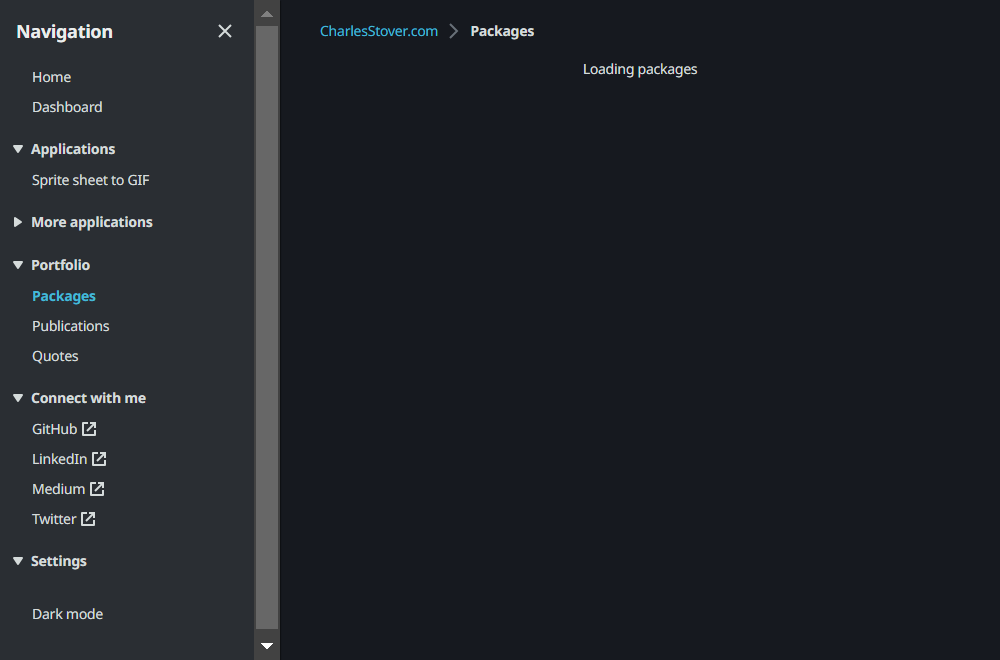 Navigation
Home
Dashboard
Applications
Sprite sheet to GIF
More applications
Portfolio
Packages
Publications
Quotes
Connect with me
GitHub
LinkedIn
Medium
Twitter
Settings
Dark mode
CharlesStover.com Packages
Loading packages